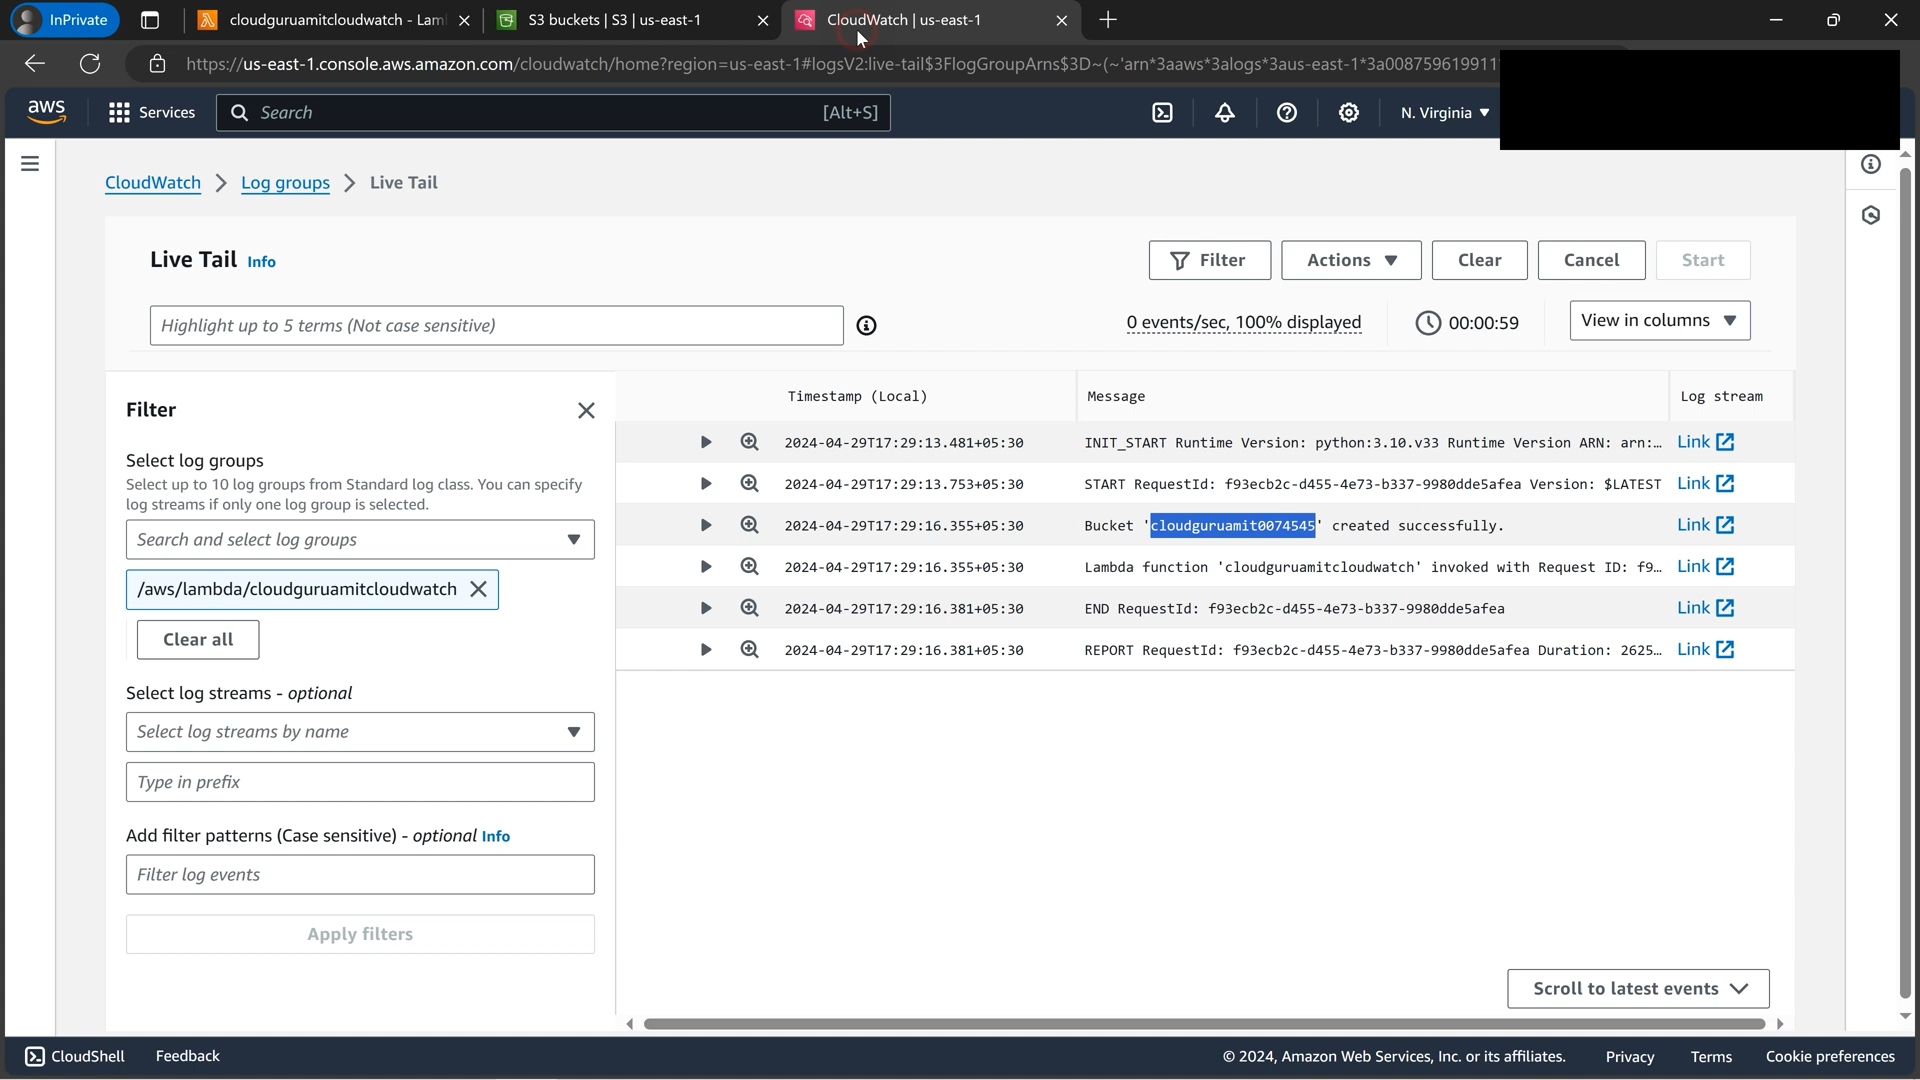 InPrivate
cloudguruamitcloudwatch - Lam
S3 buckets | S3 | us-east-1
CloudWatch | us-east-1
https://us-east-1.console.aws.amazon.com/cloudwatch/home?region=us-east-1#logsV2:live-tail$3FlogGroupArns$3D~(~'arn*3aaws*3alogs*3aus-east-1*3a008759619911
aws
Services
Search
[Alt+S]
N. Virginia
CloudWatch > Log groups > Live Tail
Live Tail Info
Filter
Actions
Clear
Cancel
Start
Highlight up to 5 terms (Not case sensitive)
0 events/sec, 100% displayed
00:00:59
View in columns
Filter
Select log groups
Select up to 10 log groups from Standard log class. You can specify
log streams if only one log group is selected.
Search and select log groups
/aws/lambda/cloudguruamitcloudwatch
Clear all
Select log streams - optional
Select log streams by name
Type in prefix
Add filter patterns (Case sensitive) - optional Info
Filter log events
Apply filters
Timestamp (Local) Message Log stream
2024-04-29T17:29:13.481+05:30 INIT_START Runtime Version: python:3.10.v33 Runtime Version ARN: arn:… Link
2024-04-29T17:29:13.753+05:30 START RequestId: f93ecb2c-d455-4e73-b337-9980dde5afea Version: $LATEST Link
2024-04-29T17:29:16.355+05:30 Bucket 'cloudguruamit0074545' created successfully. Link
2024-04-29T17:29:16.355+05:30 Lambda function 'cloudguruamitcloudwatch' invoked with Request ID: f9… Link
2024-04-29T17:29:16.381+05:30 END RequestId: f93ecb2c-d455-4e73-b337-9980dde5afea Link
2024-04-29T17:29:16.381+05:30 REPORT RequestId: f93ecb2c-d455-4e73-b337-9980dde5afea Duration: 2625… Link
Scroll to latest events
CloudShell
Feedback
© 2024, Amazon Web Services, Inc. or its affiliates.
Privacy
Terms
Cookie preferences